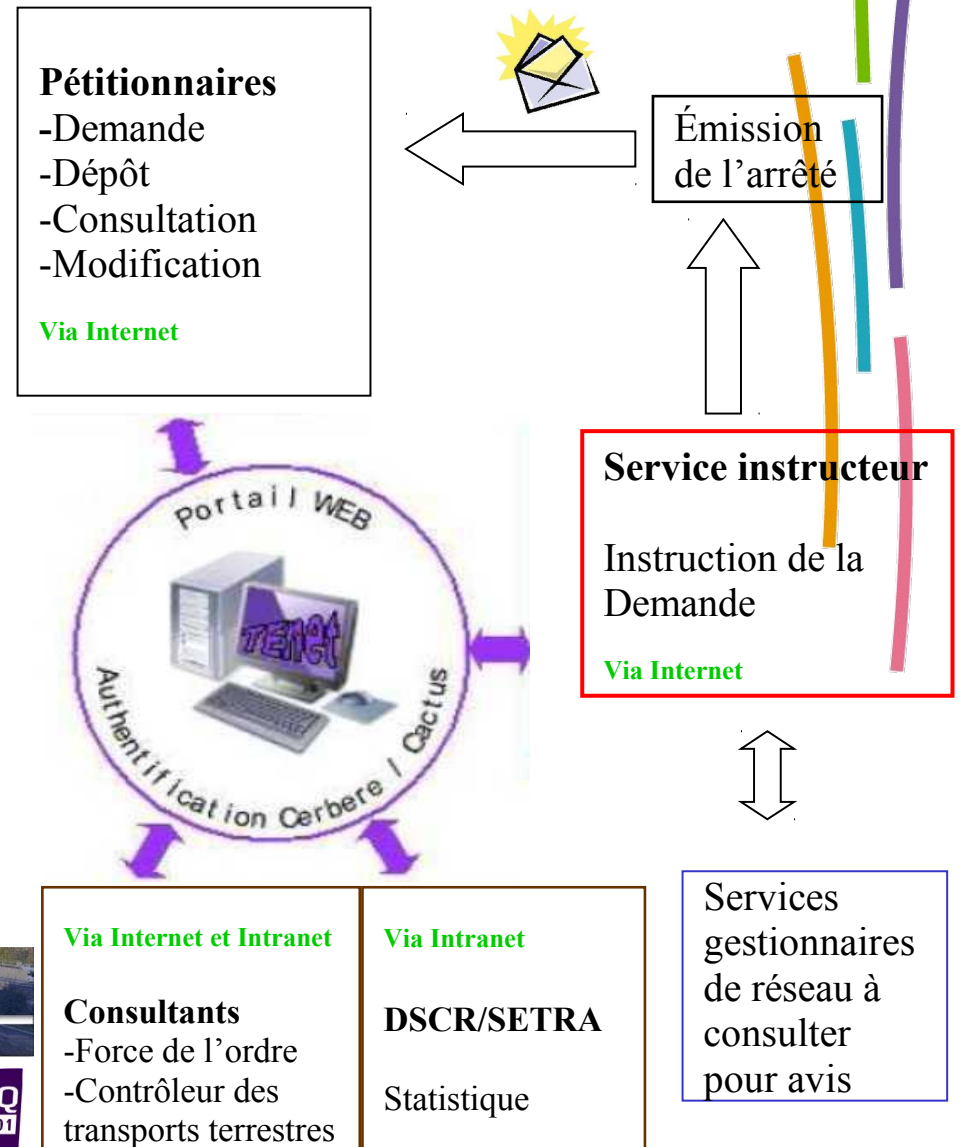 Pétitionnaires
-Demande
-Dépôt
-Consultation
-Modification
Via Internet
Émission
de l’arrêté
Portail WEB
TEnet
Authentification Cerbere / Cactus
Service instructeur
Instruction de la
Demande
Via Internet
Via Internet et Intranet
Consultants
-Force de l’ordre
-Contrôleur des
transports terrestres
Via Intranet
DSCR/SETRA
Statistique
Services
gestionnaires
de réseau à
consulter
pour avis